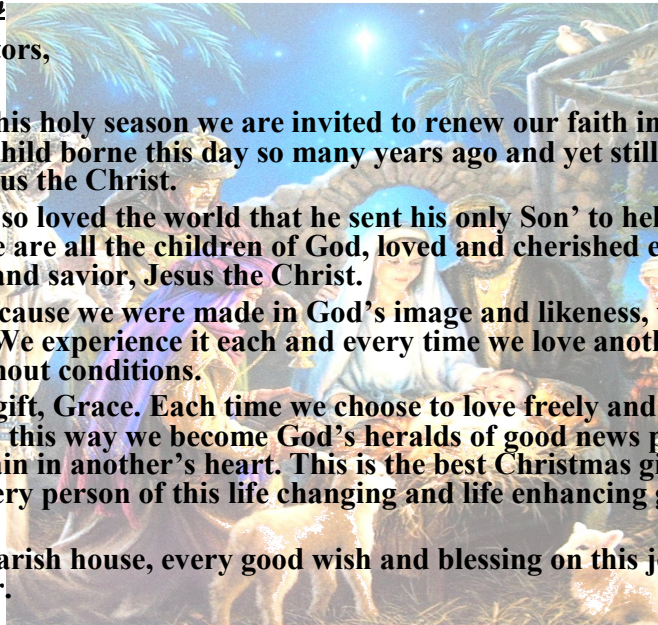 tors,
his holy season we are invited to renew our faith in
hild borne this day so many years ago and yet still
us the Christ.
so loved the world that he sent his only Son’ to hel
e are all the children of God, loved and cherished e
and savior, Jesus the Christ.
cause we were made in God’s image and likeness,
We experience it each and every time we love anoth
hout conditions.
gift, Grace. Each time we choose to love freely and
this way we become God’s heralds of good news p
in in another’s heart. This is the best Christmas gi
ery person of this life changing and life enhancing g
arish house, every good wish and blessing on this jo
r.